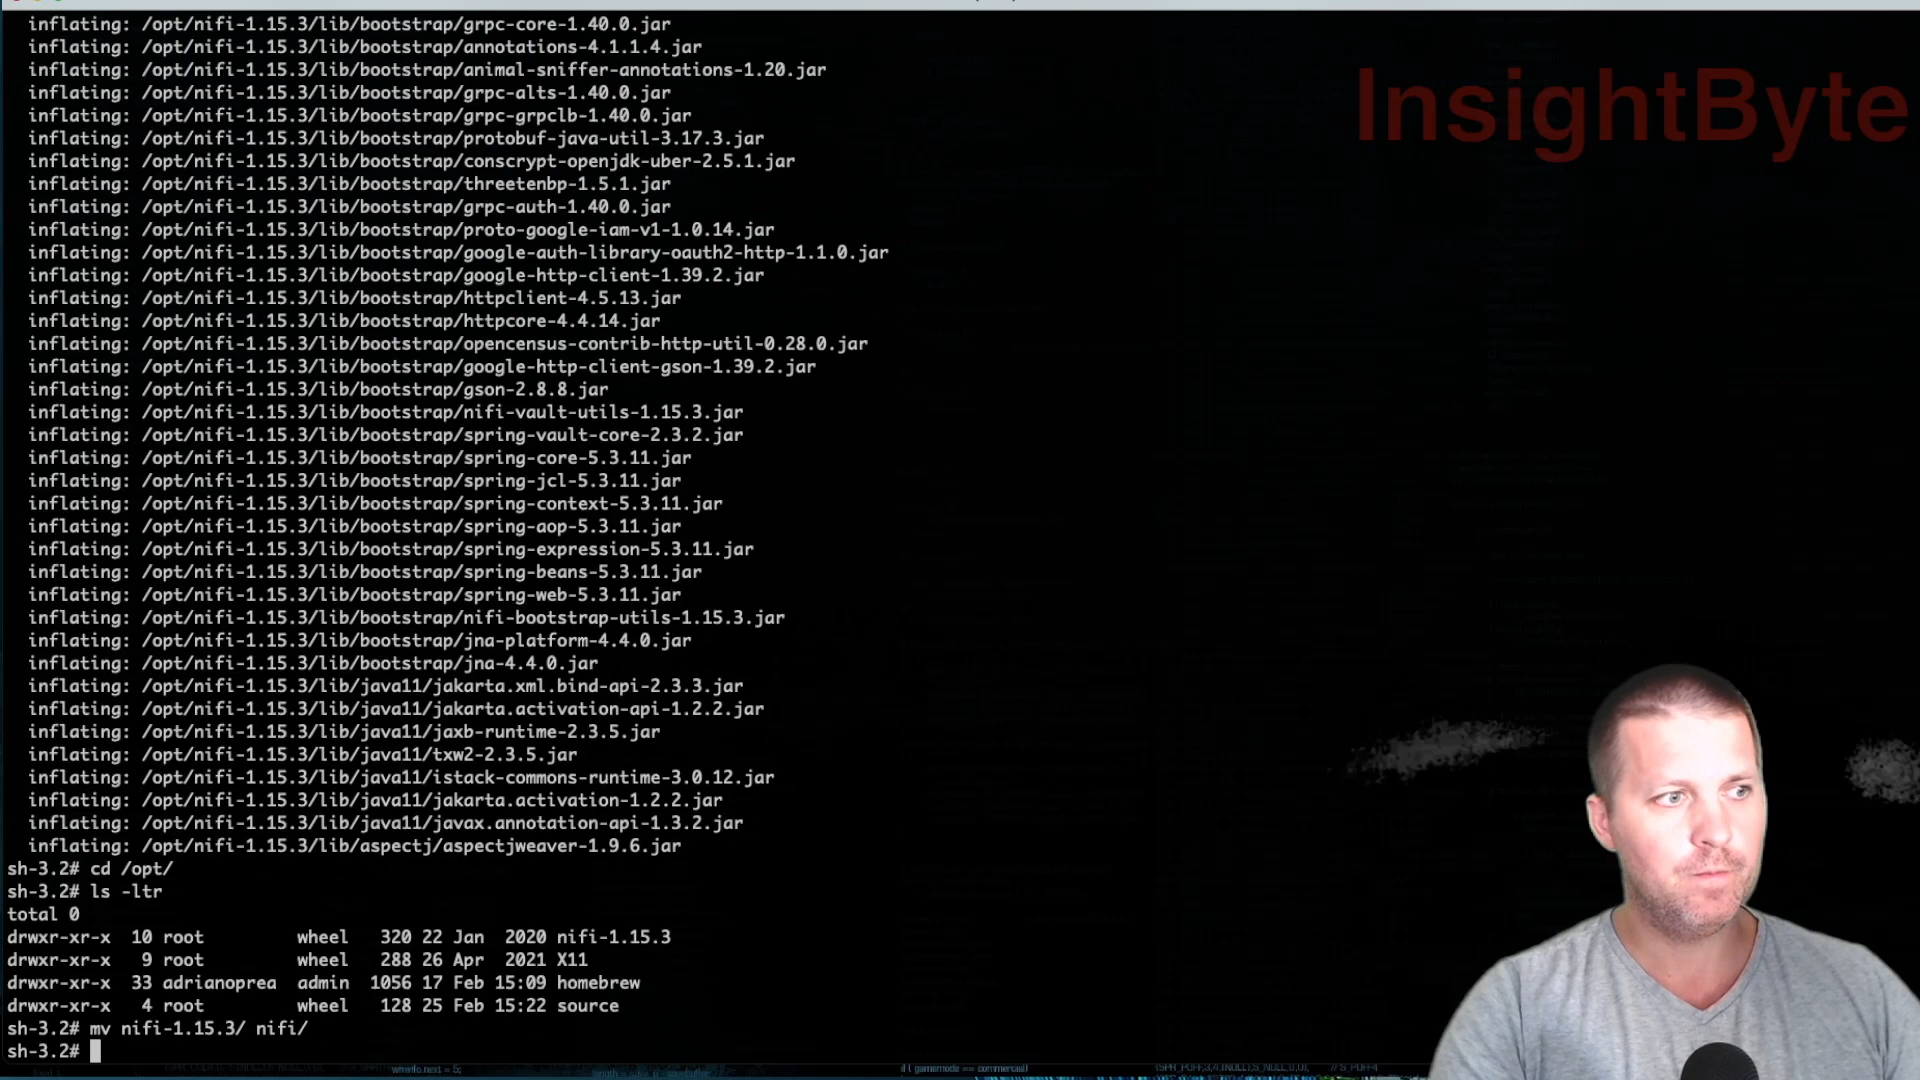 inflating: /opt/nifi-1.15.3/lib/bootstrap/grpc-core-1.40.0.jar
inflating: /opt/nifi-1.15.3/lib/bootstrap/annotations-4.1.1.4.jar
inflating: /opt/nifi-1.15.3/lib/bootstrap/animal-sniffer-annotations-1.20.jar
inflating: /opt/nifi-1.15.3/lib/bootstrap/grpc-alts-1.40.0.jar
inflating: /opt/nifi-1.15.3/lib/bootstrap/grpc-grpclb-1.40.0.jar
inflating: /opt/nifi-1.15.3/lib/bootstrap/protobuf-java-util-3.17.3.jar
inflating: /opt/nifi-1.15.3/lib/bootstrap/conscrypt-openjdk-uber-2.5.1.jar
inflating: /opt/nifi-1.15.3/lib/bootstrap/threetenbp-1.5.1.jar
inflating: /opt/nifi-1.15.3/lib/bootstrap/grpc-auth-1.40.0.jar
inflating: /opt/nifi-1.15.3/lib/bootstrap/proto-google-iam-v1-1.0.14.jar
inflating: /opt/nifi-1.15.3/lib/bootstrap/google-auth-library-oauth2-http-1.1.0.jar
inflating: /opt/nifi-1.15.3/lib/bootstrap/google-http-client-1.39.2.jar
inflating: /opt/nifi-1.15.3/lib/bootstrap/httpclient-4.5.13.jar
inflating: /opt/nifi-1.15.3/lib/bootstrap/httpcore-4.4.14.jar
inflating: /opt/nifi-1.15.3/lib/bootstrap/opencensus-contrib-http-util-0.28.0.jar
inflating: /opt/nifi-1.15.3/lib/bootstrap/google-http-client-gson-1.39.2.jar
inflating: /opt/nifi-1.15.3/lib/bootstrap/gson-2.8.8.jar
inflating: /opt/nifi-1.15.3/lib/bootstrap/nifi-vault-utils-1.15.3.jar
inflating: /opt/nifi-1.15.3/lib/bootstrap/spring-vault-core-2.3.2.jar
inflating: /opt/nifi-1.15.3/lib/bootstrap/spring-core-5.3.11.jar
inflating: /opt/nifi-1.15.3/lib/bootstrap/spring-jcl-5.3.11.jar
inflating: /opt/nifi-1.15.3/lib/bootstrap/spring-context-5.3.11.jar
inflating: /opt/nifi-1.15.3/lib/bootstrap/spring-aop-5.3.11.jar
inflating: /opt/nifi-1.15.3/lib/bootstrap/spring-expression-5.3.11.jar
inflating: /opt/nifi-1.15.3/lib/bootstrap/spring-beans-5.3.11.jar
inflating: /opt/nifi-1.15.3/lib/bootstrap/spring-web-5.3.11.jar
inflating: /opt/nifi-1.15.3/lib/bootstrap/nifi-bootstrap-utils-1.15.3.jar
inflating: /opt/nifi-1.15.3/lib/bootstrap/jna-platform-4.4.0.jar
inflating: /opt/nifi-1.15.3/lib/bootstrap/jna-4.4.0.jar
inflating: /opt/nifi-1.15.3/lib/java11/jakarta.xml.bind-api-2.3.3.jar
inflating: /opt/nifi-1.15.3/lib/java11/jakarta.activation-api-1.2.2.jar
inflating: /opt/nifi-1.15.3/lib/java11/jaxb-runtime-2.3.5.jar
inflating: /opt/nifi-1.15.3/lib/java11/txw2-2.3.5.jar
inflating: /opt/nifi-1.15.3/lib/java11/istack-commons-runtime-3.0.12.jar
inflating: /opt/nifi-1.15.3/lib/java11/jakarta.activation-1.2.2.jar
inflating: /opt/nifi-1.15.3/lib/java11/javax.annotation-api-1.3.2.jar
inflating: /opt/nifi-1.15.3/lib/aspectj/aspectjweaver-1.9.6.jar
sh-3.2# cd /opt/
sh-3.2# ls -ltr
total 0
drwxr-xr-x 10 root wheel 320 22 Jan 2020 nifi-1.15.3
drwxr-xr-x 9 root wheel 288 26 Apr 2021 X11
drwxr-xr-x 33 adrianoprea admin 1056 17 Feb 15:09 homebrew
drwxr-xr-x 4 root wheel 128 25 Feb 15:22 source
sh-3.2# mv nifi-1.15.3/ nifi/
sh-3.2#
InsightByte